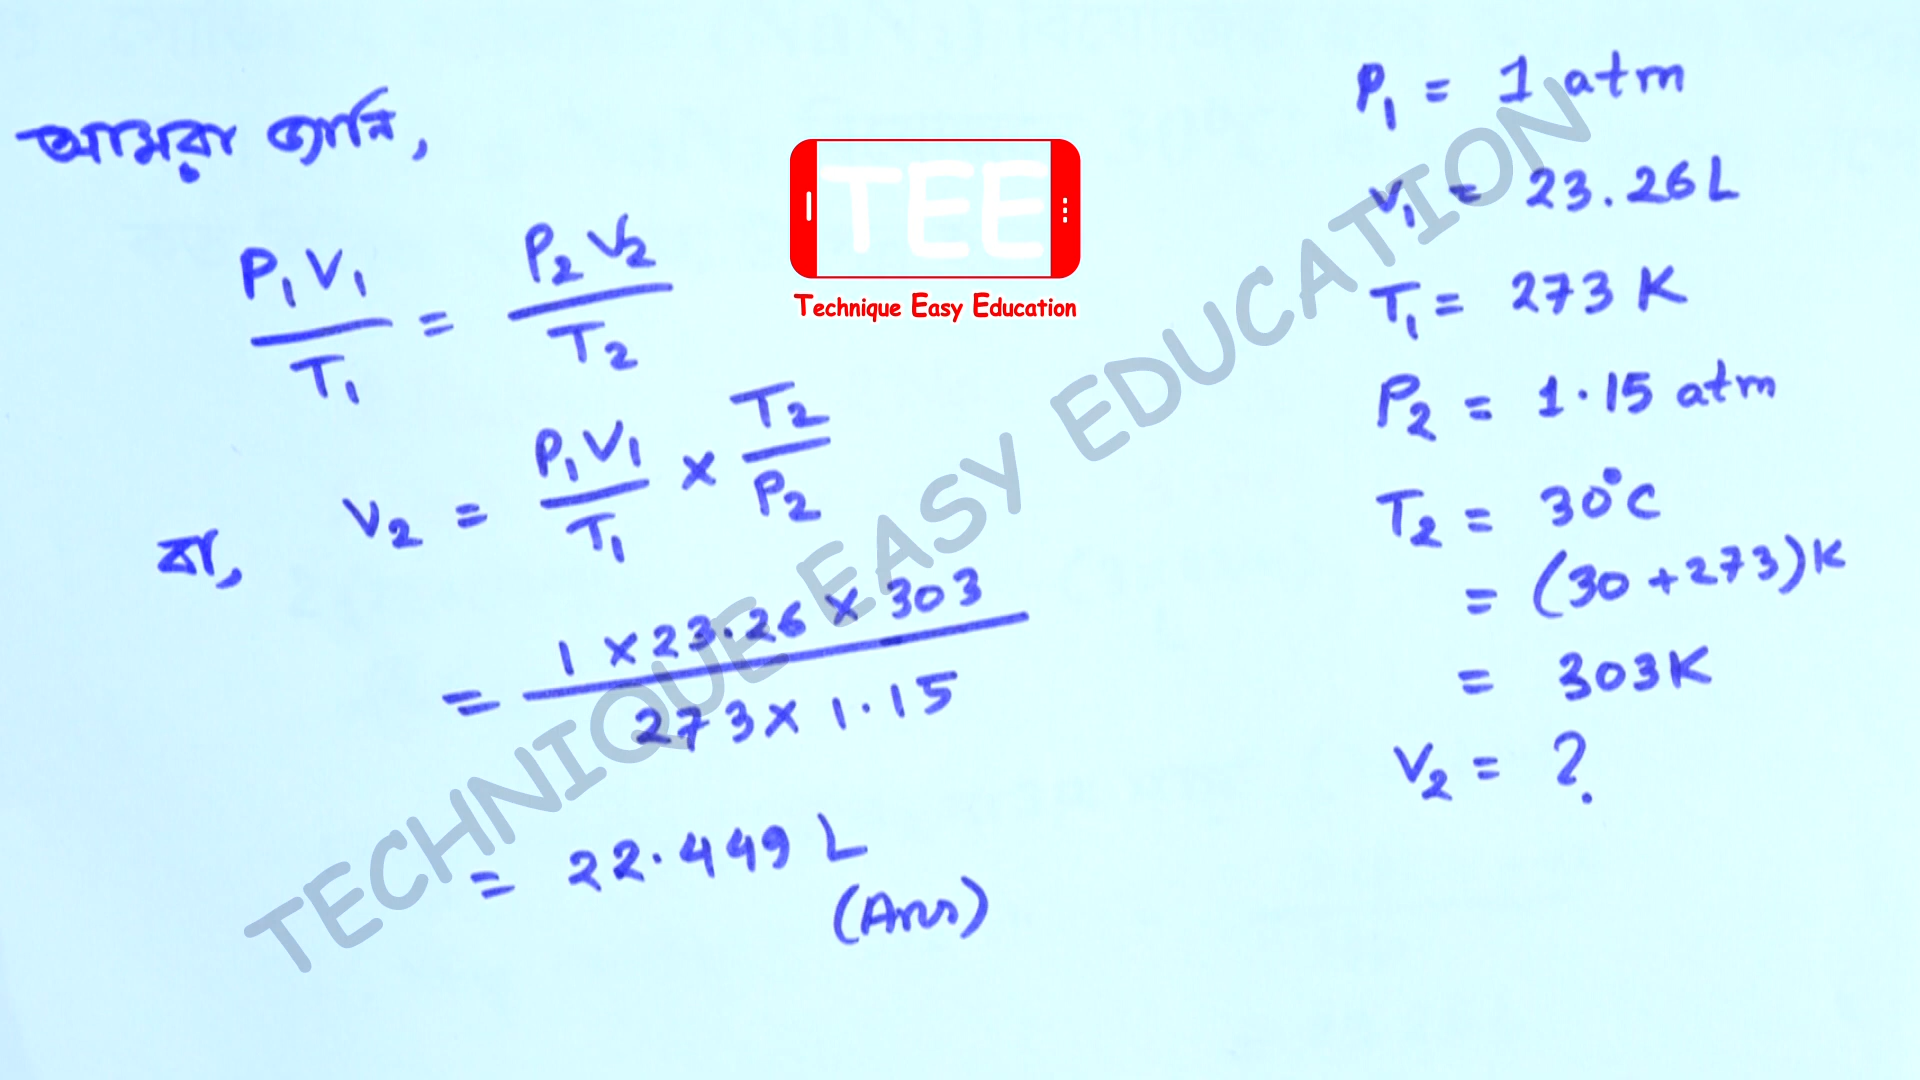 আমরা জানি,
P₁V₁/T₁ = P₂V₂/T₂
বা, V₂ = P₁V₁/T₁ × T₂/P₂
= 1 × 23.26 × 303 / 273 × 1.15
= 22.449 L
(Ans)
TEE
Technique Easy Education
P₁ = 1 atm
V₁ = 23.26 L
T₁ = 273 K
P₂ = 1.15 atm
T₂ = 30°C
= (30 + 273) K
= 303K
V₂ = ?
TECHNIQUE EASY EDUCATION